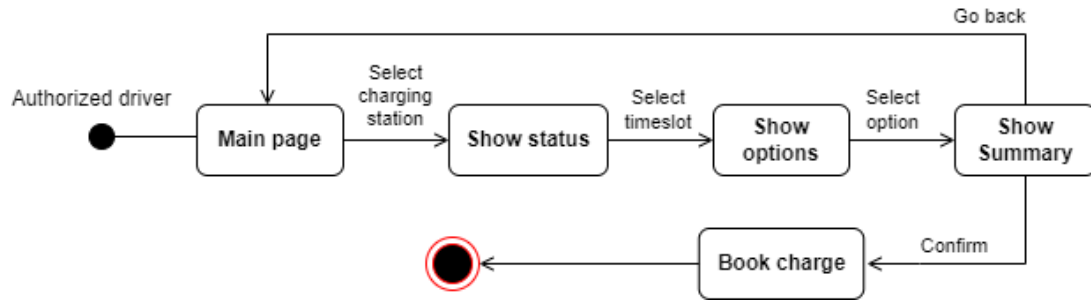 Go back
Authorized driver
Select
charging
station
Select
timeslot
Select
option
Main page
Show status
Show
options
Show
Summary
Book charge
Confirm